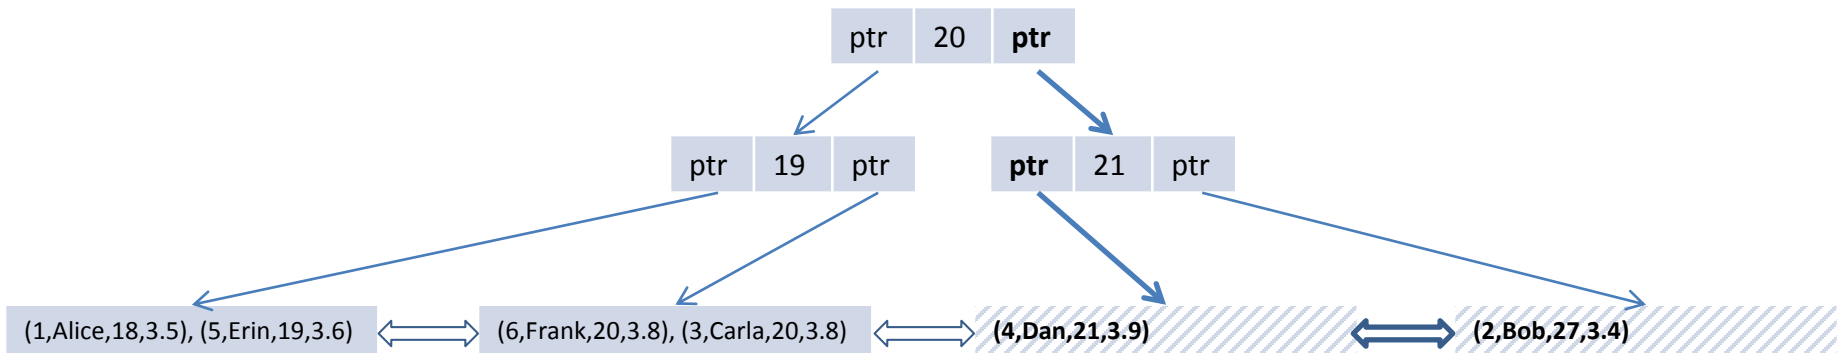 ptr 20 ptr
ptr 19 ptr
ptr 21 ptr
(1,Alice,18,3.5), (5,Erin,19,3.6)
(6,Frank,20,3.8), (3,Carla,20,3.8)
(4,Dan,21,3.9)
(2,Bob,27,3.4)